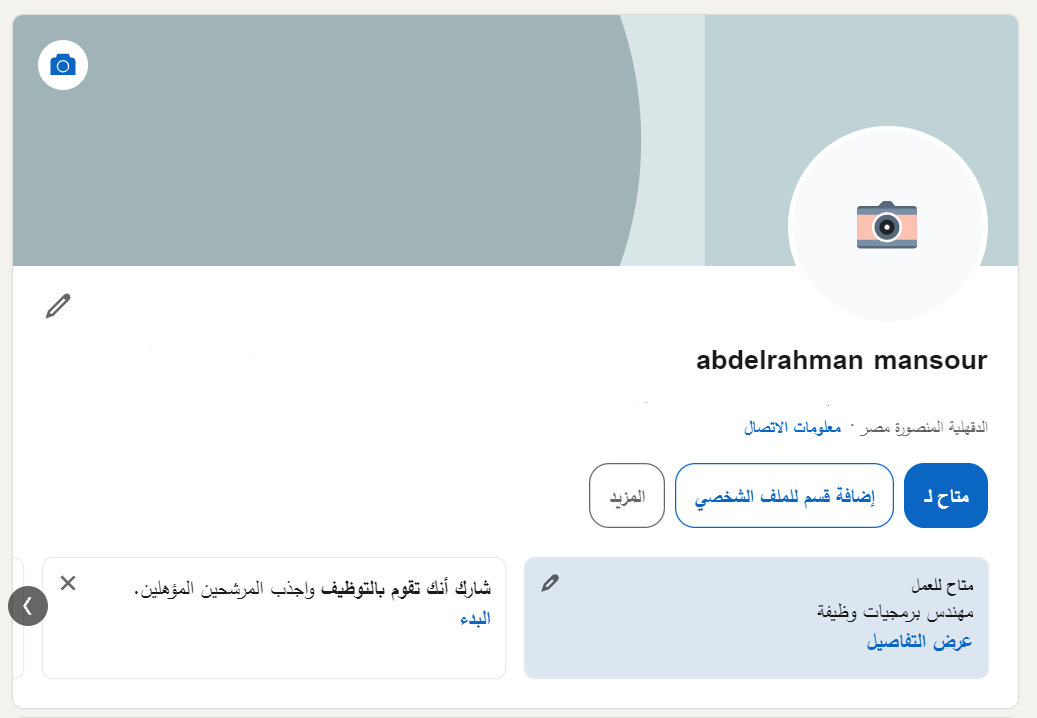 abdelrahman mansour
الدقهلية المنصورة مصر · معلومات الاتصال
متاح لـ
إضافة قسم للملف الشخصي
المزيد
متاح للعمل
مهندس برمجيات وظيفة
عرض التفاصيل
شارك أنك تقوم بالتوظيف واجذب المرشحين المؤهلين.
البدء